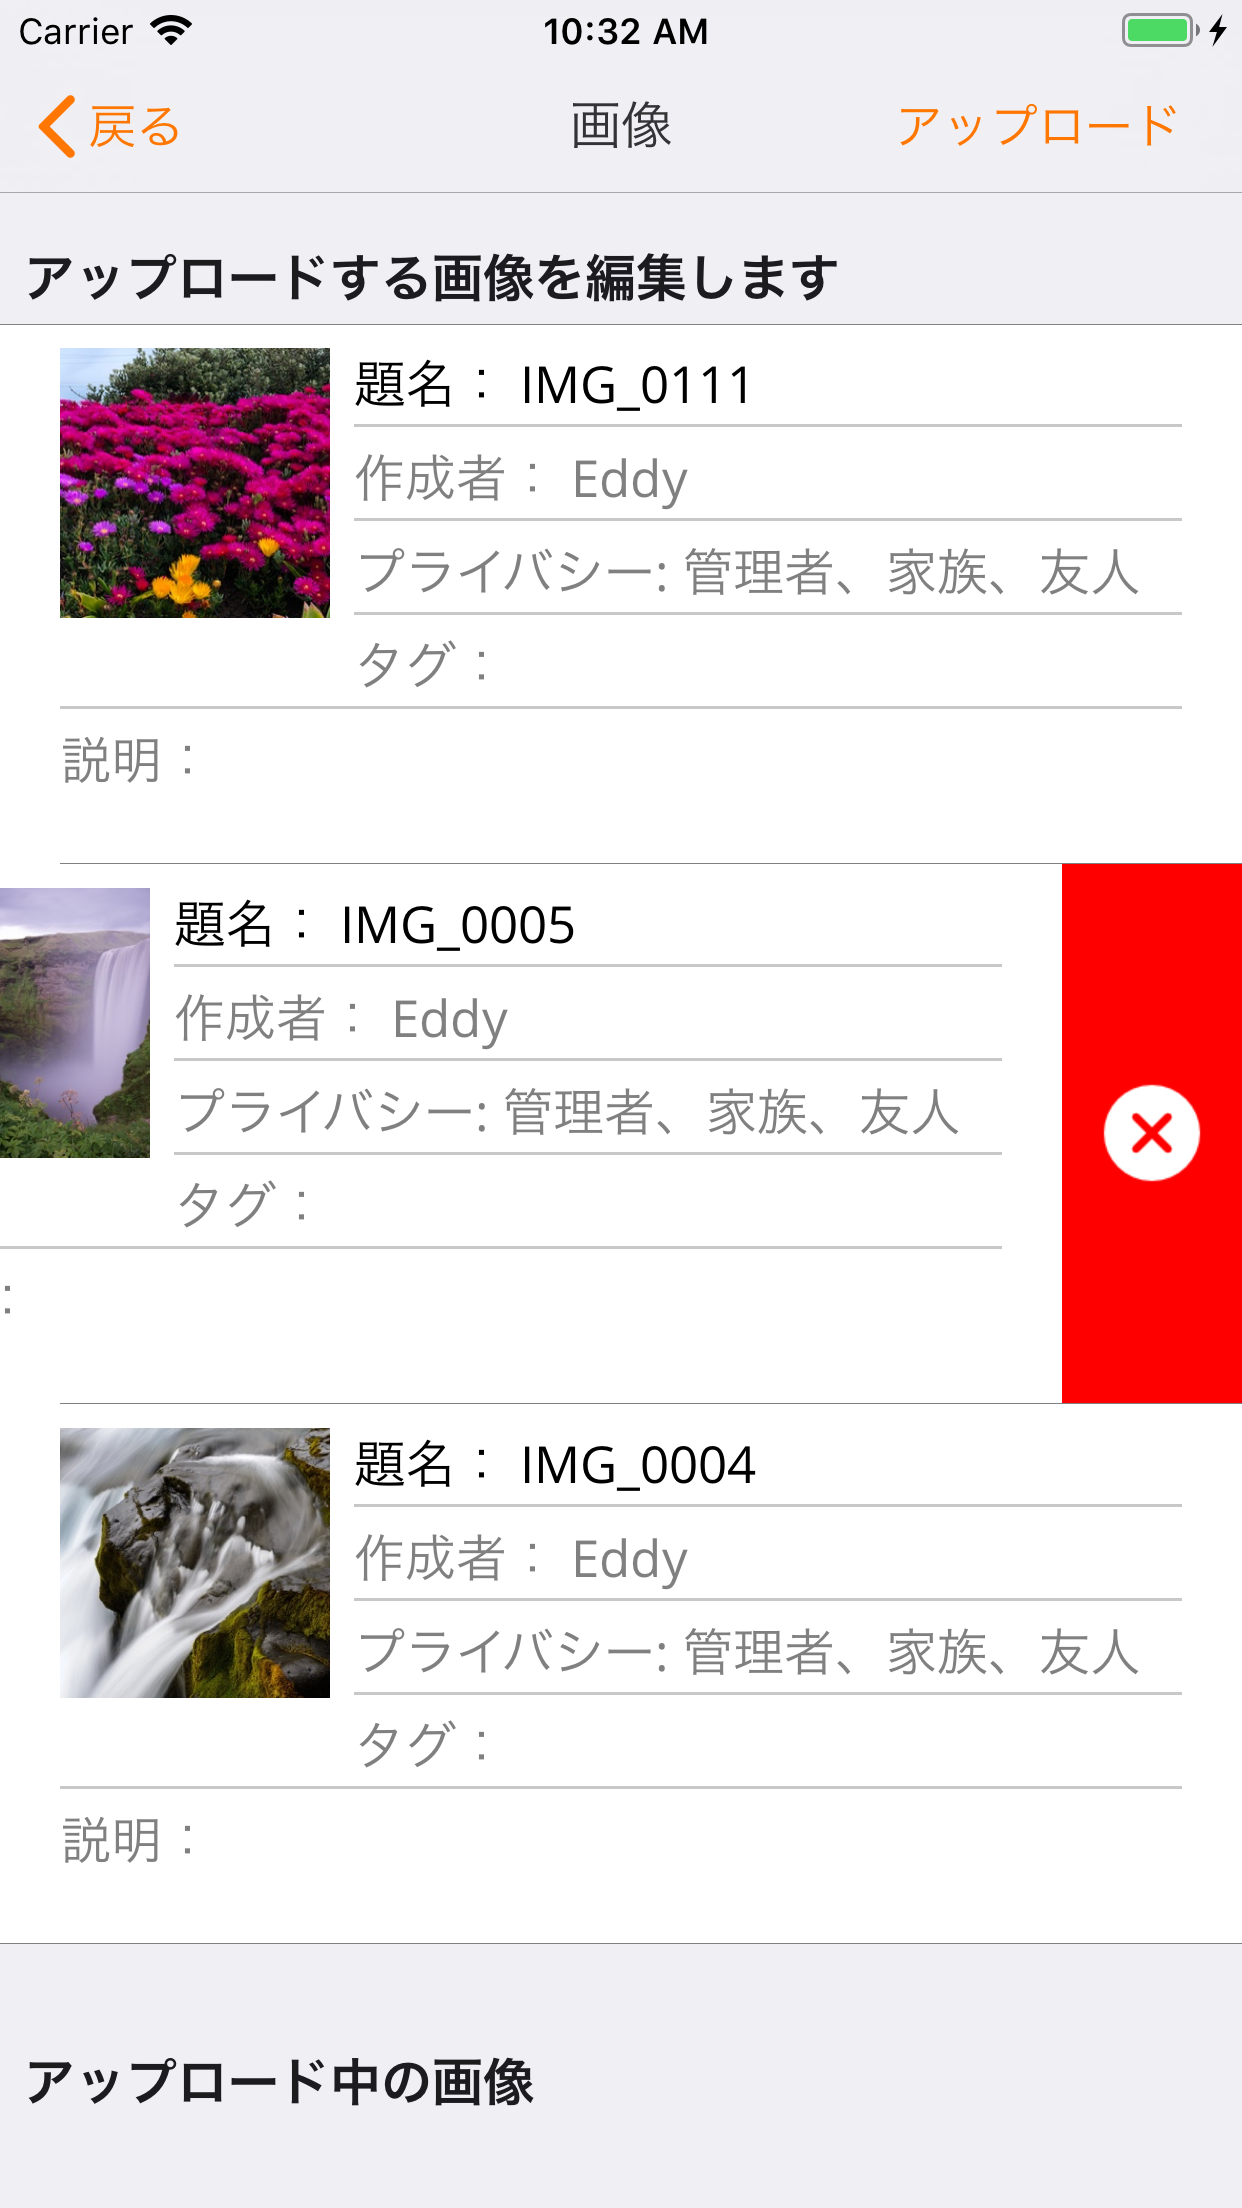 Carrier 10:32 AM
戻る 画像 アップロード
アップロードする画像を編集します
題名： IMG_0111
作成者： Eddy
プライバシー: 管理者、家族、友人
タグ：
説明：
題名： IMG_0005
作成者： Eddy
プライバシー: 管理者、家族、友人
タグ：
：
題名： IMG_0004
作成者： Eddy
プライバシー: 管理者、家族、友人
タグ：
説明：
アップロード中の画像